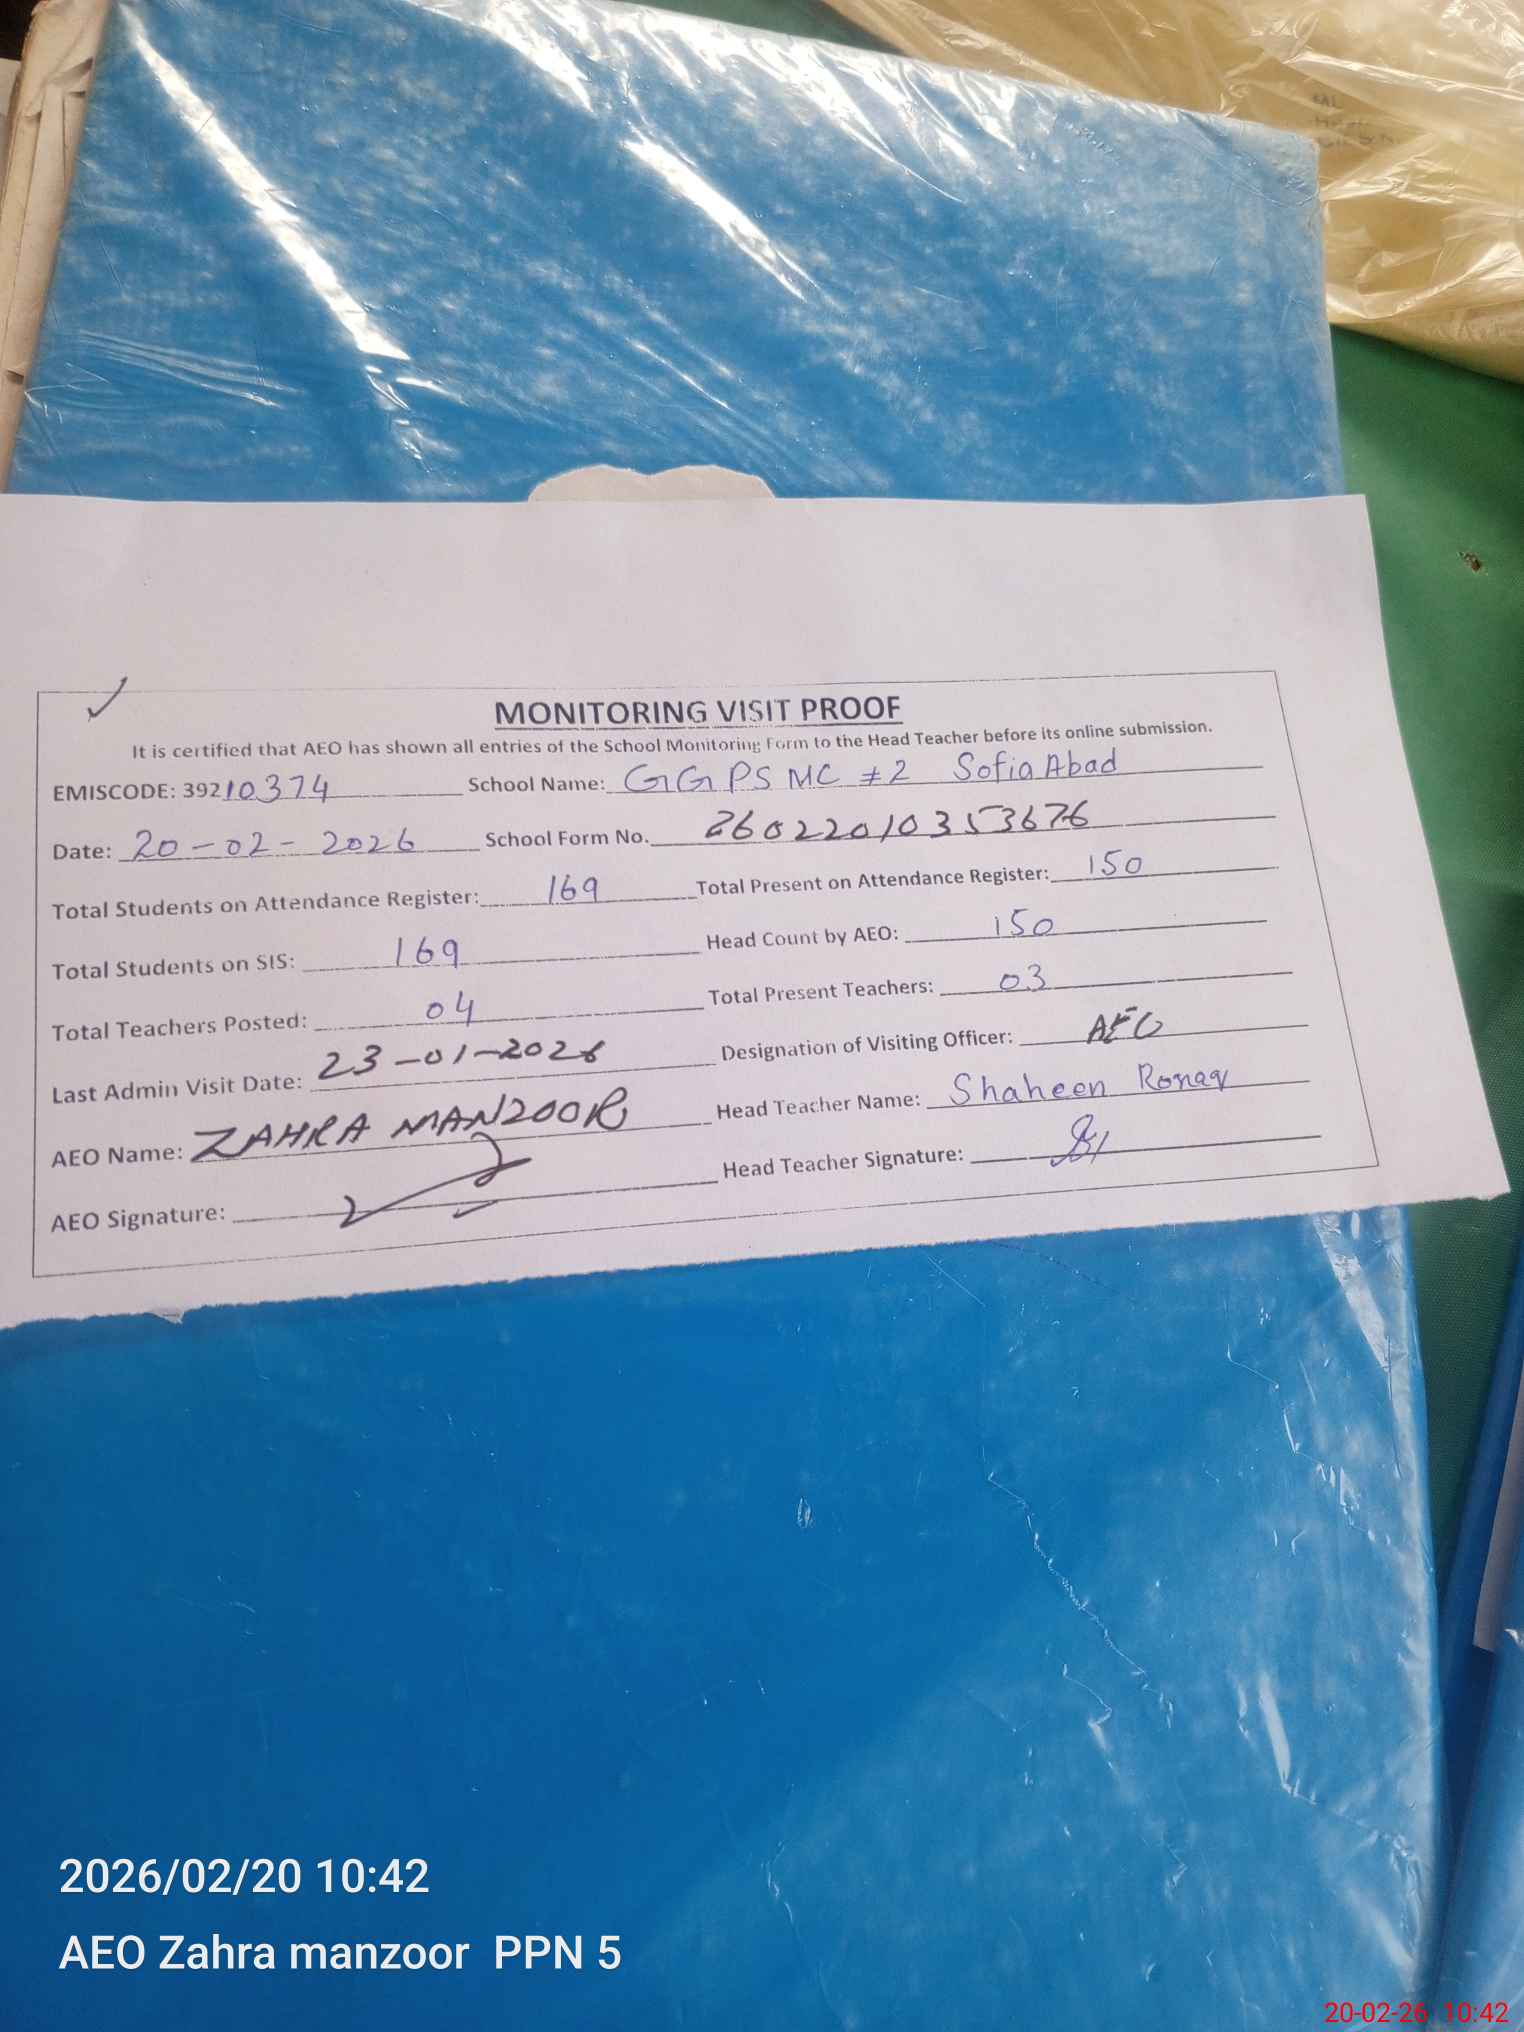 MONITORING VISIT PROOF
It is certified that AEO has shown all entries of the School Monitoring Form to the Head Teacher before its online submission.
EMISCODE: 39210374 School Name: GGPS MC #2 Sofia Abad
Date: 20-02-2026 School Form No. 26022010353676
Total Students on Attendance Register: 169 Total Present on Attendance Register: 150
Total Students on SIS: 169 Head Count by AEO: 150
Total Teachers Posted: 04 Total Present Teachers: 03
Last Admin Visit Date: 23-01-2026 Designation of Visiting Officer: AEO
AEO Name: ZAHRA MANZOOR Head Teacher Name: Shaheen Ronaq
AEO Signature: Head Teacher Signature:
2026/02/20 10:42
AEO Zahra manzoor PPN 5
20-02-26 10:42